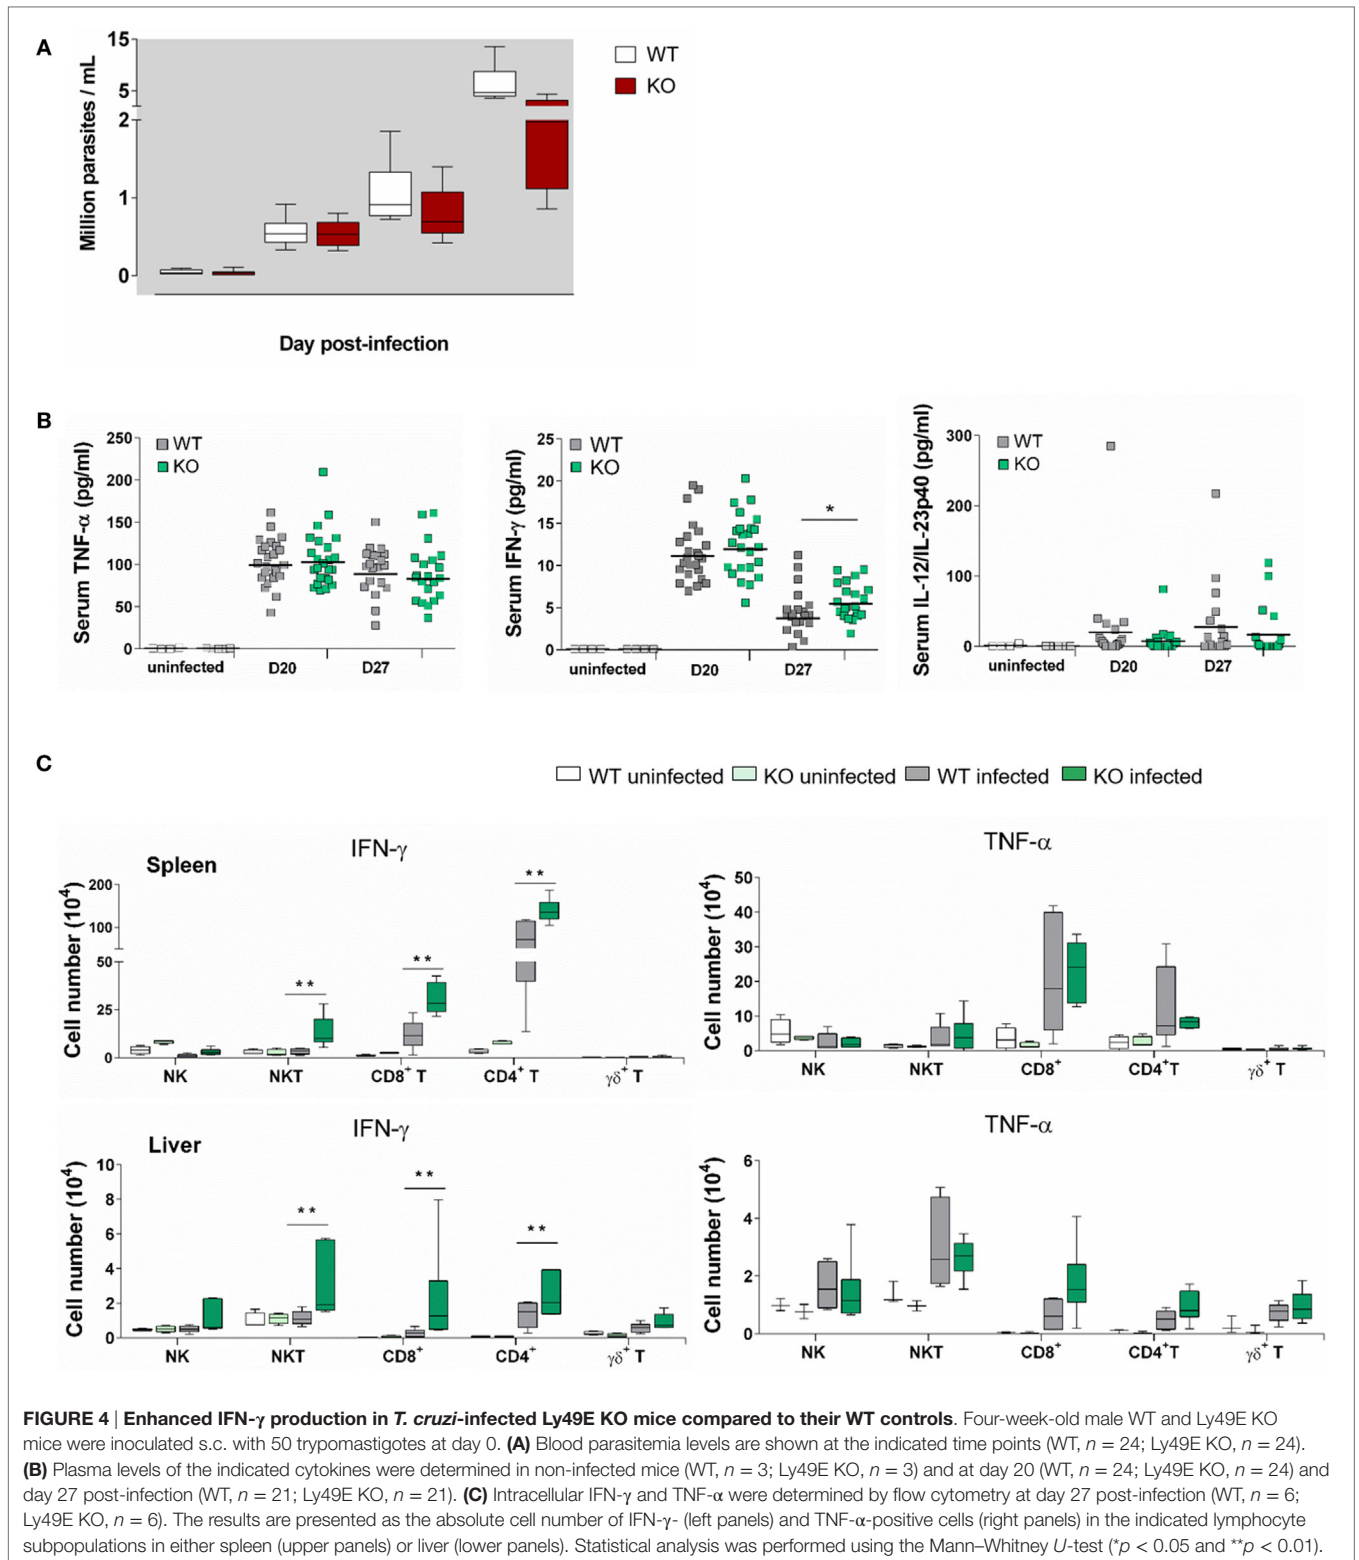 A
15
5
2
1
0
Million parasites / mL
WT
KO
Day post-infection
B
250
200
150
100
50
0
Serum TNF-α (pg/ml)
WT
KO
uninfected D20 D27
25
20
15
10
5
0
Serum IFN-γ (pg/ml)
WT
KO
*
uninfected D20 D27
300
200
100
0
Serum IL-12/IL-23p40 (pg/ml)
WT
KO
uninfected D20 D27
C
WT uninfected KO uninfected WT infected KO infected
Spleen
IFN-γ
200
100
50
25
0
Cell number (10⁴)
**
**
**
NK NKT CD8⁺ T CD4⁺ T γδ⁺ T
TNF-α
50
40
30
20
10
0
Cell number (10⁴)
NK NKT CD8⁺ CD4⁺T γδ⁺ T
Liver
IFN-γ
10
8
6
4
2
0
Cell number (10⁴)
**
**
**
NK NKT CD8⁺ CD4⁺ γδ⁺ T
TNF-α
6
4
2
0
Cell number (10⁴)
NK NKT CD8⁺ CD4⁺T γδ⁺ T
FIGURE 4 | Enhanced IFN-γ production in T. cruzi-infected Ly49E KO mice compared to their WT controls. Four-week-old male WT and Ly49E KO
mice were inoculated s.c. with 50 trypomastigotes at day 0. (A) Blood parasitemia levels are shown at the indicated time points (WT, n = 24; Ly49E KO, n = 24).
(B) Plasma levels of the indicated cytokines were determined in non-infected mice (WT, n = 3; Ly49E KO, n = 3) and at day 20 (WT, n = 24; Ly49E KO, n = 24) and
day 27 post-infection (WT, n = 21; Ly49E KO, n = 21). (C) Intracellular IFN-γ and TNF-α were determined by flow cytometry at day 27 post-infection (WT, n = 6;
Ly49E KO, n = 6). The results are presented as the absolute cell number of IFN-γ- (left panels) and TNF-α-positive cells (right panels) in the indicated lymphocyte
subpopulations in either spleen (upper panels) or liver (lower panels). Statistical analysis was performed using the Mann–Whitney U-test (*p < 0.05 and **p < 0.01).